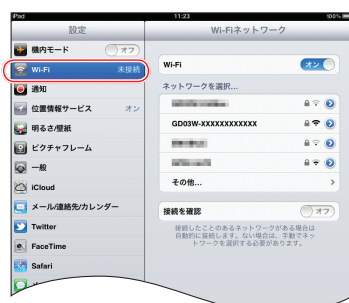 iPad
11:23
100%
設定
Wi-Fiネットワーク
機内モード
オフ
Wi-Fi
未接続
通知
位置情報サービス
オン
明るさ/壁紙
ピクチャフレーム
一般
iCloud
メール/連絡先/カレンダー
Twitter
FaceTime
Safari
Wi-Fi
オン
ネットワークを選択...
GD03W-XXXXXXXXXXXX
その他...
接続を確認
オフ
接続したことのあるネットワークがある場合は
自動的に接続します。ない場合は、手動でネッ
トワークを選択する必要があります。